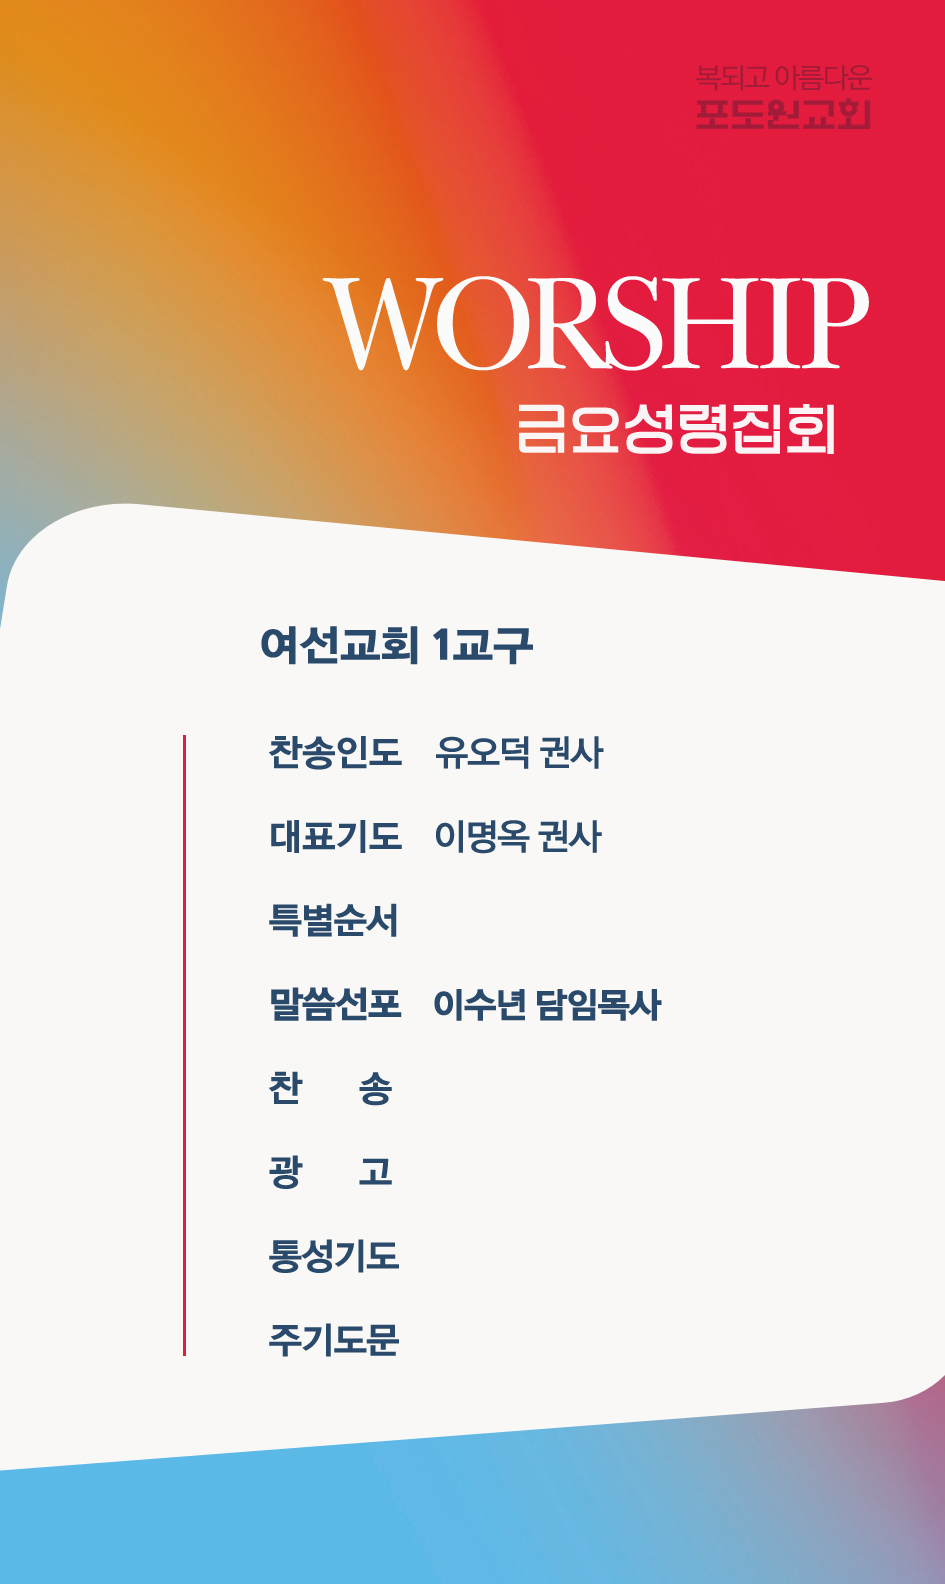 복되고 아름다운
포도원교회
WORSHIP
금요성령집회
여선교회 1교구
찬송인도 유오덕 권사
대표기도 이명옥 권사
특별순서
말씀선포 이수년 담임목사
찬 송
광 고
통성기도
주기도문